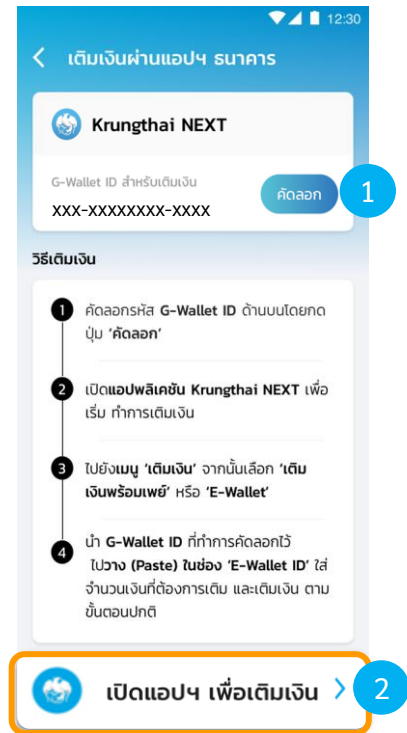 12:30
เติมเงินผ่านแอปฯ ธนาคาร
Krungthai NEXT
G-Wallet ID สำหรับเติมเงิน
XXX-XXXXXXXX-XXXX
คัดลอก
1
วิธีเติมเงิน
1 คัดลอกรหัส G-Wallet ID ด้านบนโดยกด
ปุ่ม ‘คัดลอก’
2 เปิดแอปพลิเคชัน Krungthai NEXT เพื่อ
เริ่ม ทำการเติมเงิน
3 ไปยังเมนู ‘เติมเงิน’ จากนั้นเลือก ‘เติม
เงินพร้อมเพย์’ หรือ ‘E-Wallet’
4 นำ G-Wallet ID ที่ทำการคัดลอกไว้
ไปวาง (Paste) ในช่อง ‘E-Wallet ID’ ใส่
จำนวนเงินที่ต้องการเติม และเติมเงิน ตาม
ขั้นตอนปกติ
เปิดแอปฯ เพื่อเติมเงิน
2